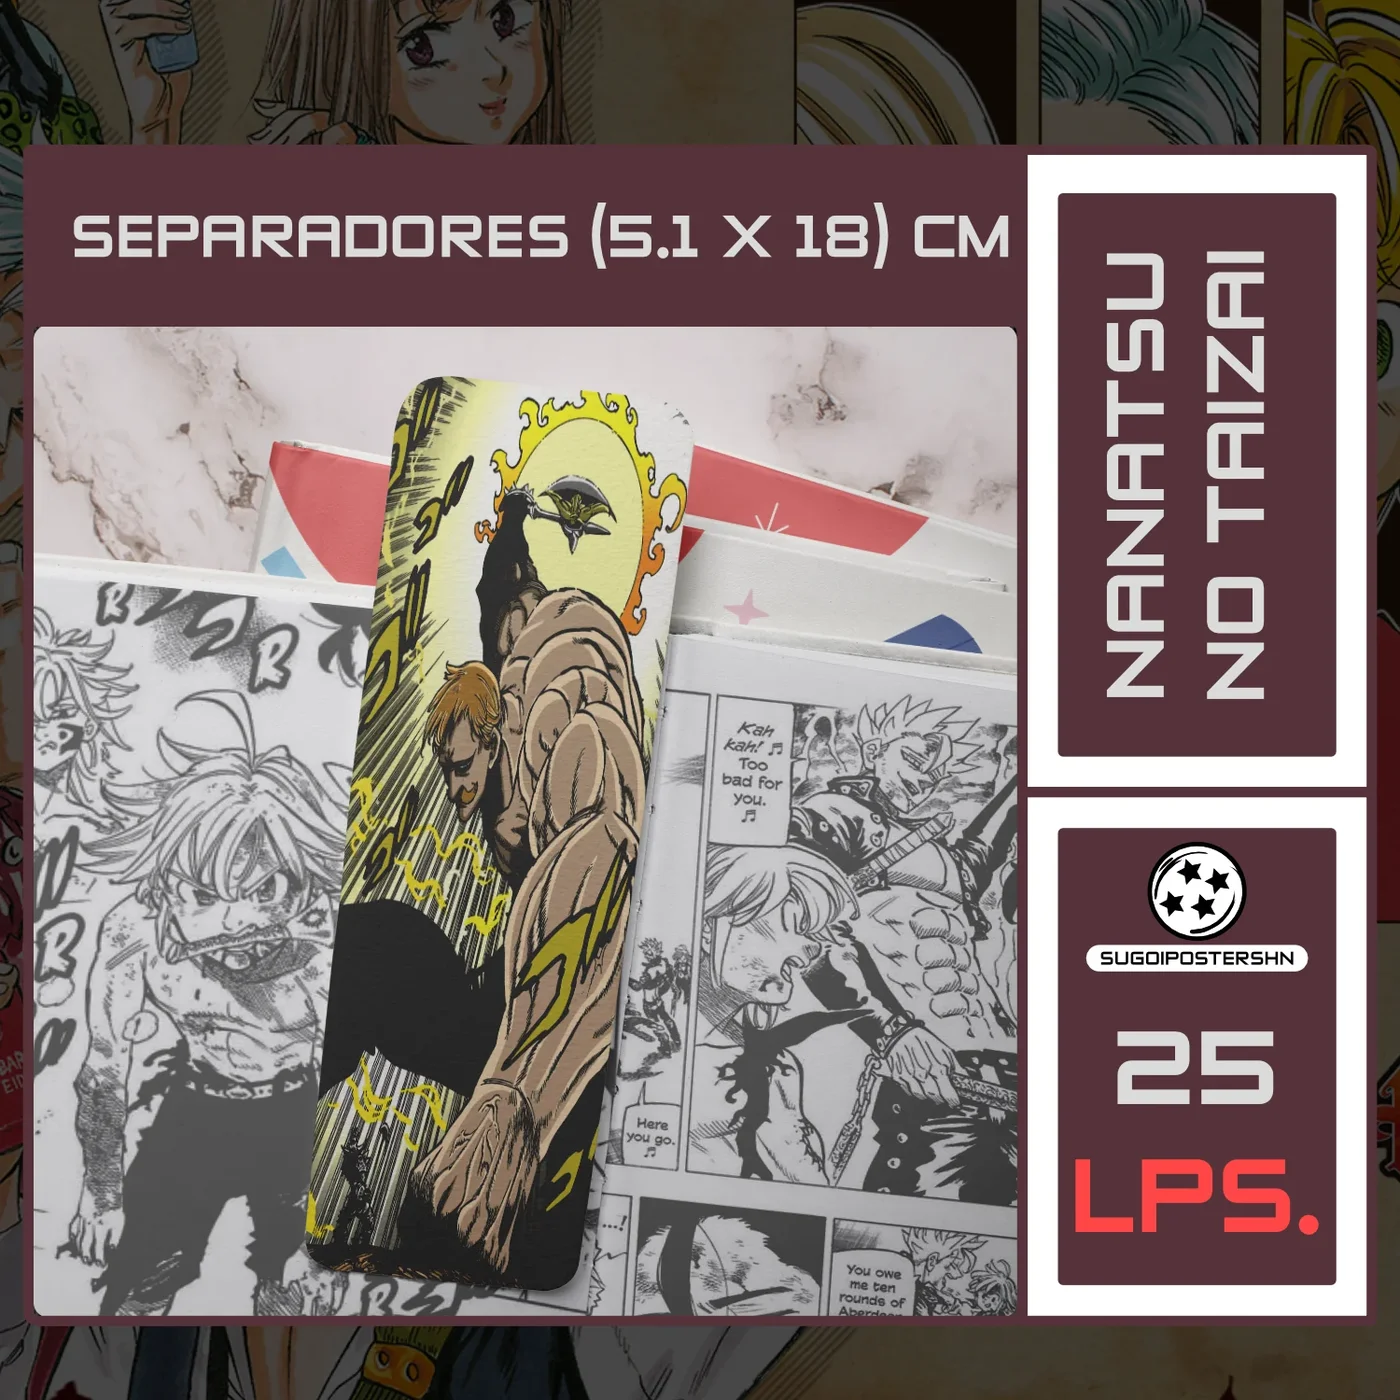 SEPARADORES (5.1 X 18) CM
NANATSU
NO TAIZAI
SUGOIPOSTERSHN
25
LPS.
Kah
kah! ♬
Too
bad for
you.
♬
Here
you go.
♬
...!
You owe
me ten
rounds of